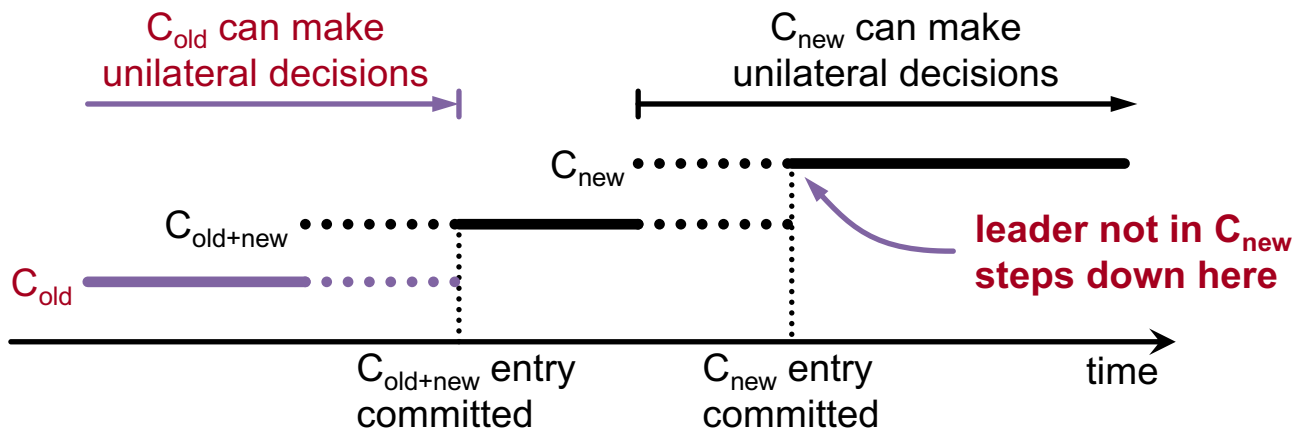 C_old can make
unilateral decisions
C_new can make
unilateral decisions
C_new
C_old+new
leader not in C_new
steps down here
C_old
C_old+new entry
committed
C_new entry
committed
time